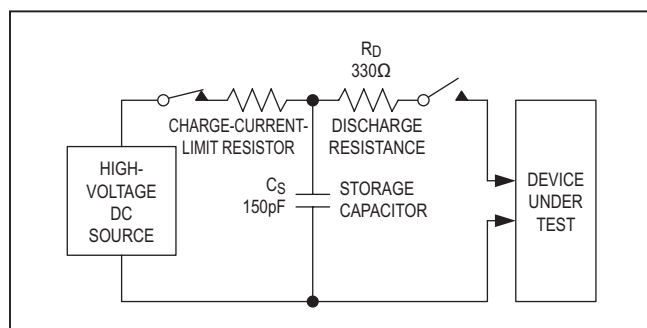 RD
330Ω
CHARGE-CURRENT-
LIMIT RESISTOR
DISCHARGE
RESISTANCE
HIGH-
VOLTAGE
DC
SOURCE
CS
150pF
STORAGE
CAPACITOR
DEVICE
UNDER
TEST